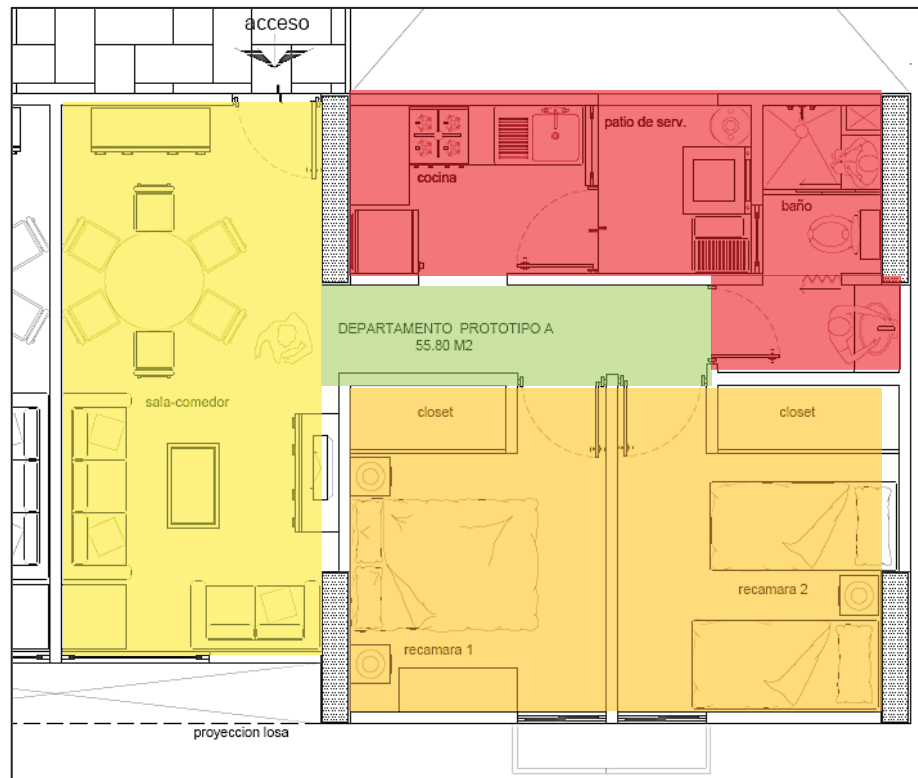 acceso
patio de serv.
cocina
baño
DEPARTAMENTO PROTOTIPO A
55.80 M2
sala-comedor
closet
closet
recamara 2
recamara 1
proyeccion losa